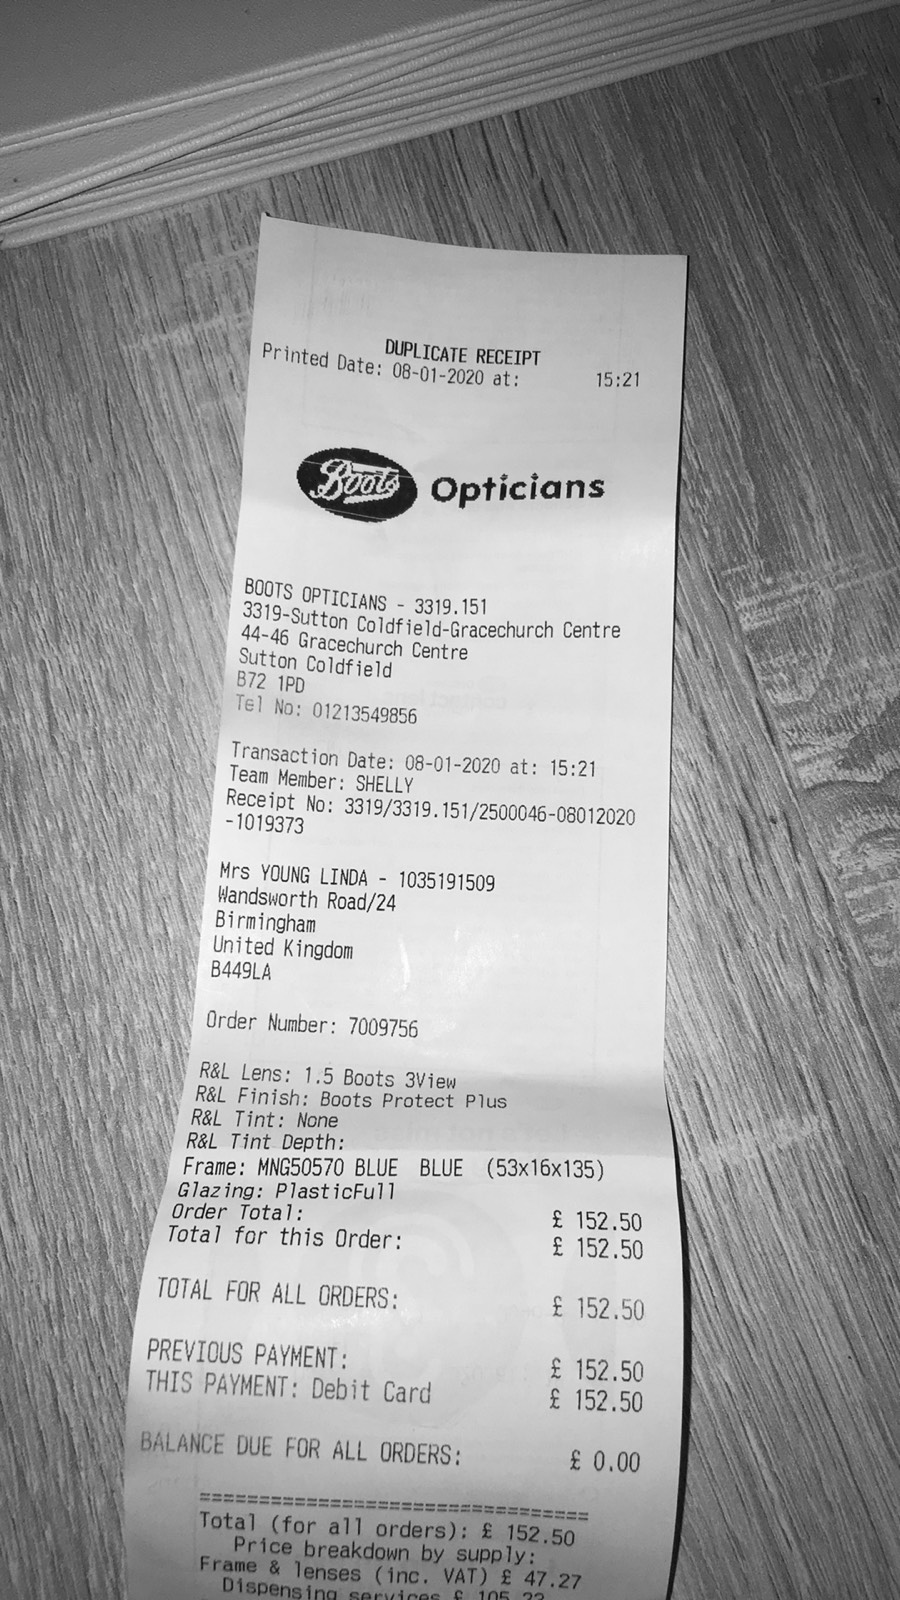 DUPLICATE RECEIPT
Printed Date: 08-01-2020 at: 15:21
Boots Opticians
BOOTS OPTICIANS - 3319.151
3319-Sutton Coldfield-Gracechurch Centre
44-46 Gracechurch Centre
Sutton Coldfield
B72 1PD
Tel No: 01213549856
Transaction Date: 08-01-2020 at: 15:21
Team Member: SHELLY
Receipt No: 3319/3319.151/2500046-08012020
-1019373
Mrs YOUNG LINDA - 1035191509
Wandsworth Road/24
Birmingham
United Kingdom
B449LA
Order Number: 7009756
R&L Lens: 1.5 Boots 3View
R&L Finish: Boots Protect Plus
R&L Tint: None
R&L Tint Depth:
Frame: MNG50570 BLUE BLUE (53x16x135)
Glazing: PlasticFull
Order Total: £ 152.50
Total for this Order: £ 152.50
TOTAL FOR ALL ORDERS: £ 152.50
PREVIOUS PAYMENT: £ 152.50
THIS PAYMENT: Debit Card £ 152.50
BALANCE DUE FOR ALL ORDERS: £ 0.00
==================================
Total (for all orders): £ 152.50
Price breakdown by supply:
Frame & lenses (inc. VAT) £ 47.27
Dispensing services £